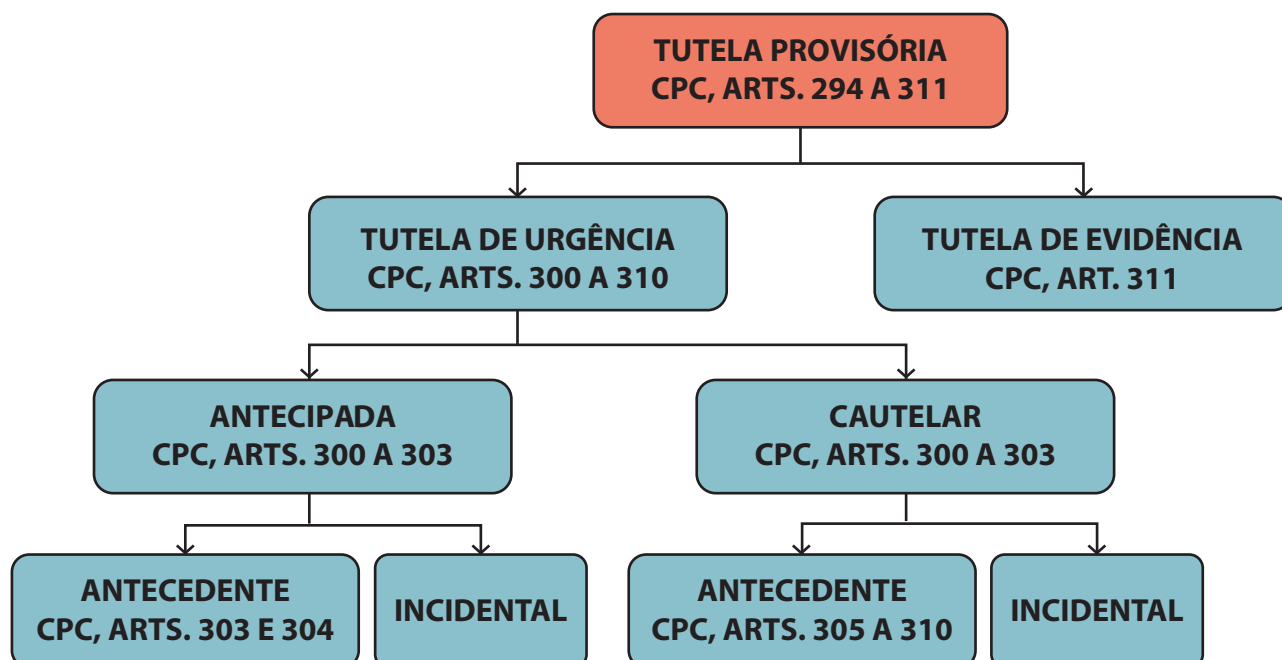 TUTELA PROVISÓRIA
CPC, ARTS. 294 A 311
TUTELA DE URGÊNCIA
CPC, ARTS. 300 A 310
TUTELA DE EVIDÊNCIA
CPC, ART. 311
ANTECIPADA
CPC, ARTS. 300 A 303
CAUTELAR
CPC, ARTS. 300 A 303
ANTECEDENTE
CPC, ARTS. 303 E 304
INCIDENTAL
ANTECEDENTE
CPC, ARTS. 305 A 310
INCIDENTAL